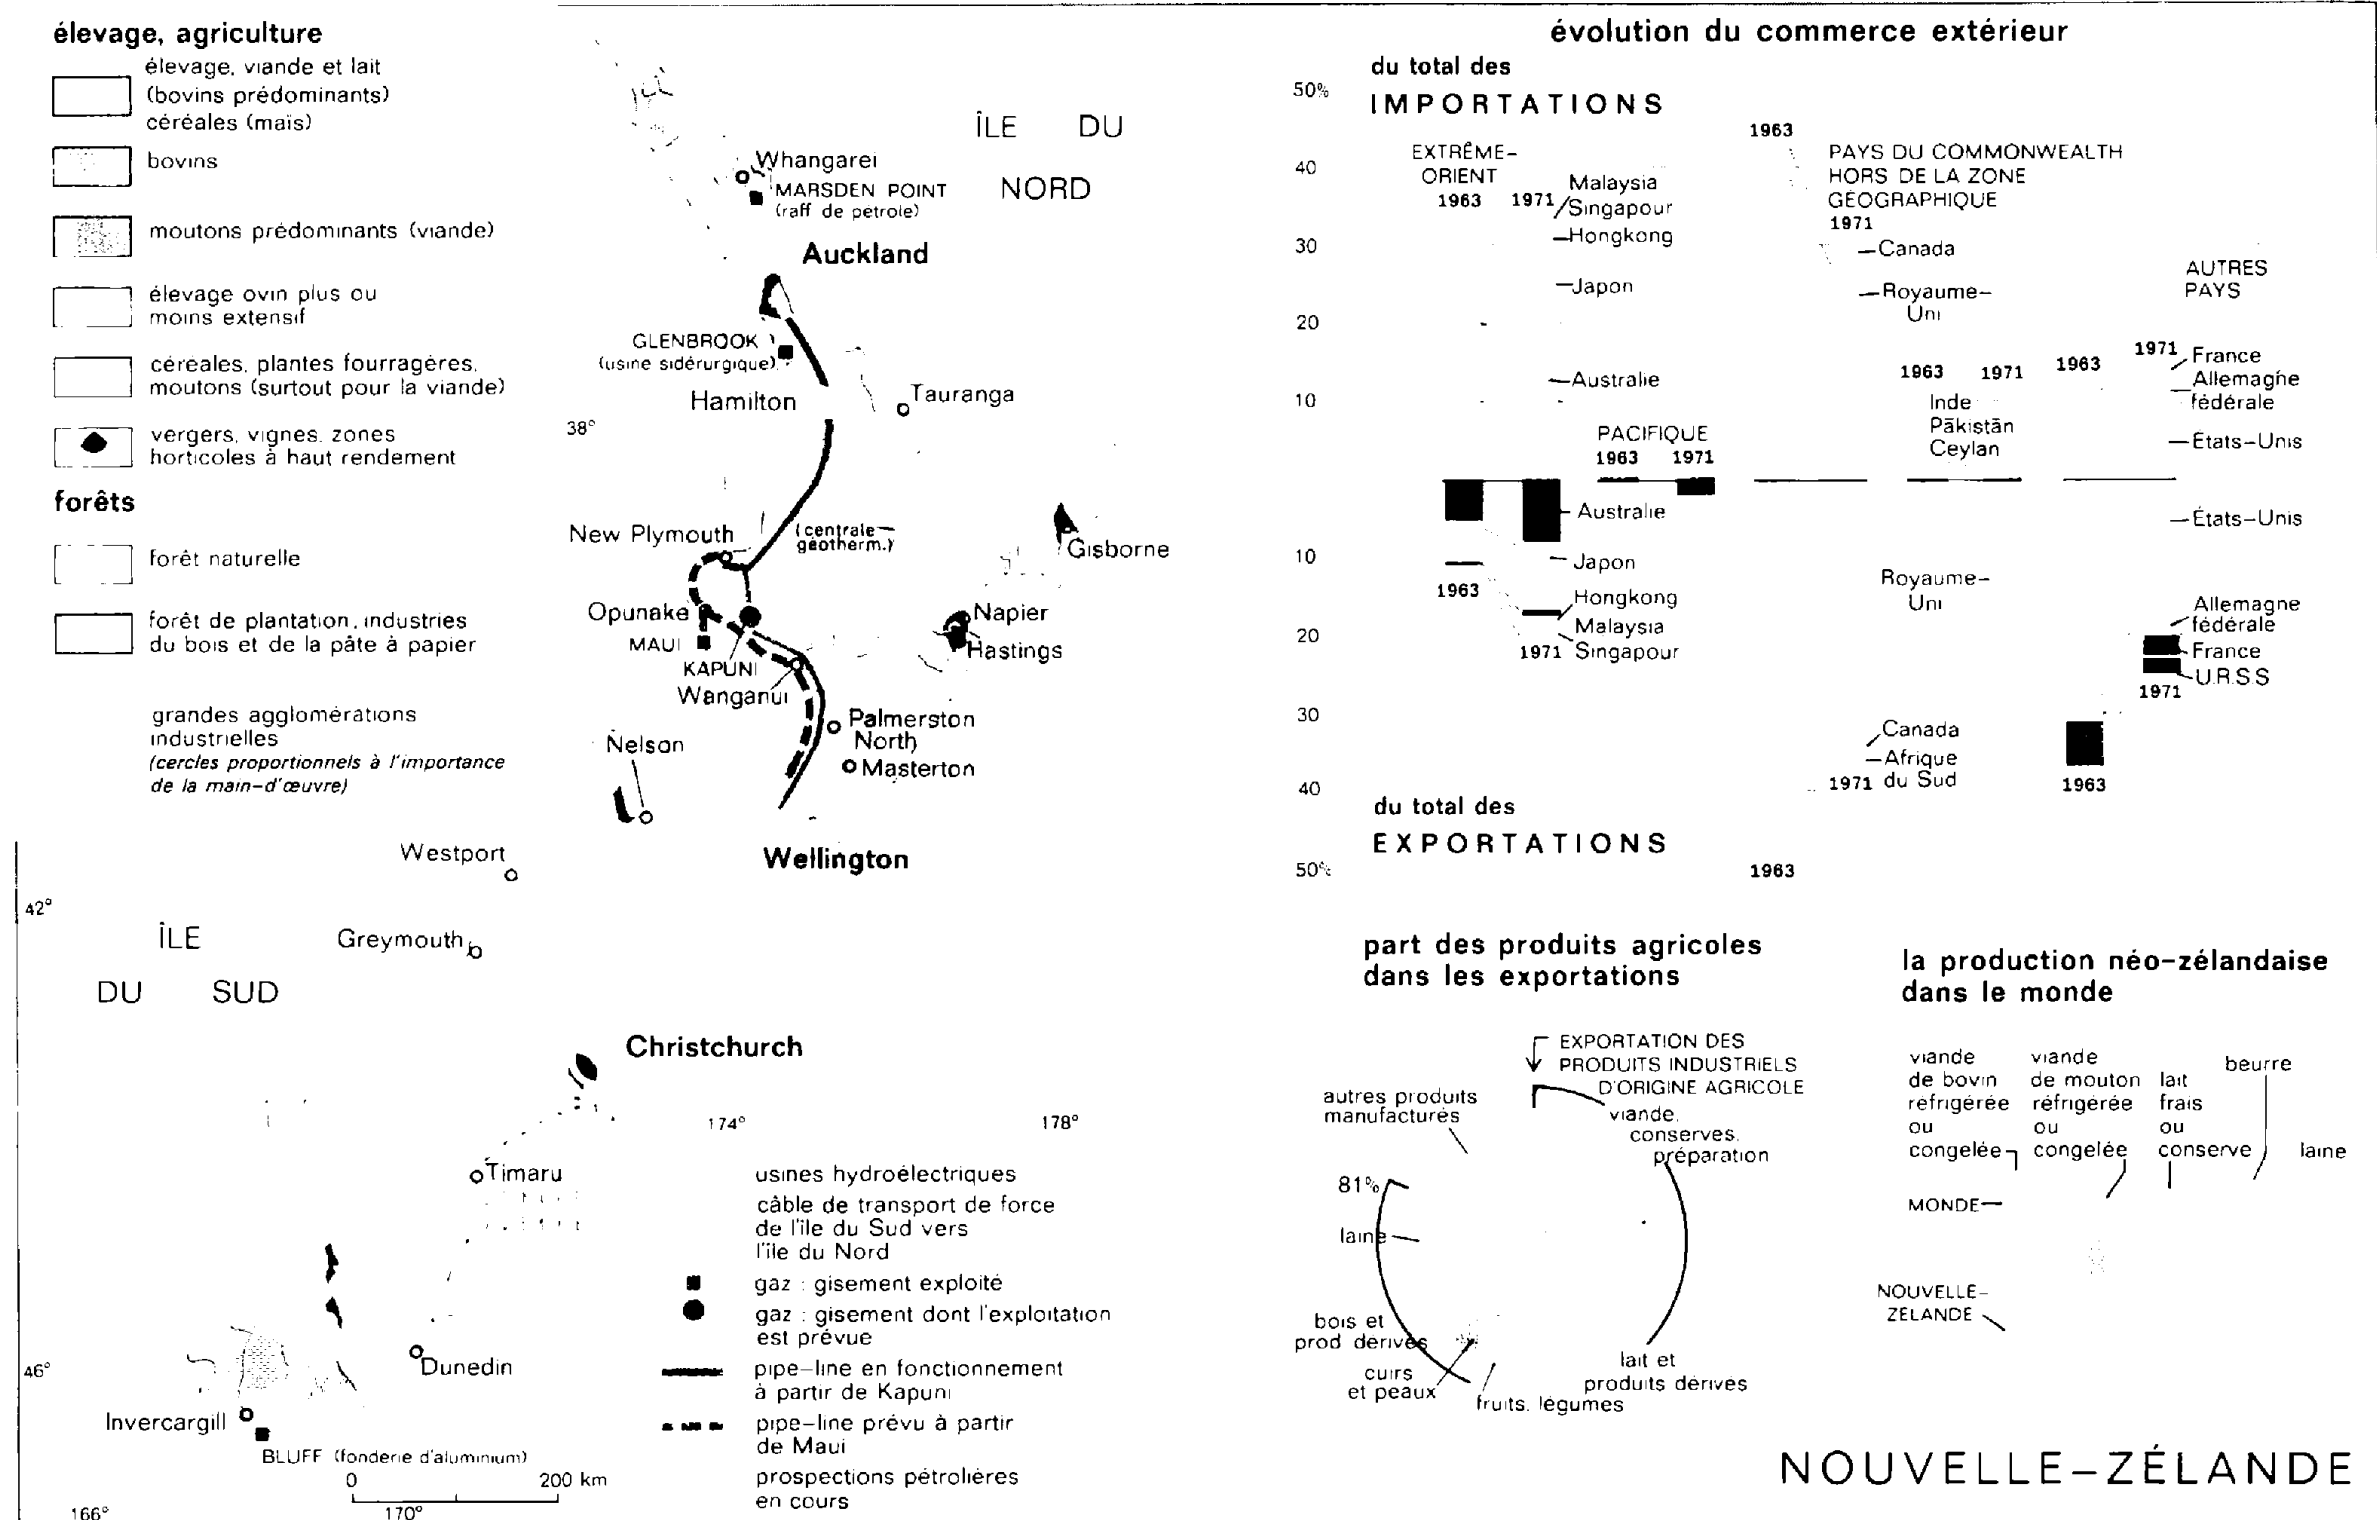 élevage, agriculture
élevage, viande et lait
(bovins prédominants)
céréales (maïs)
bovins
moutons prédominants (viande)
élevage ovin plus ou
moins extensif
céréales, plantes fourragères,
moutons (surtout pour la viande)
vergers, vignes, zones
horticoles à haut rendement
forêts
forêt naturelle
forêt de plantation, industries
du bois et de la pâte à papier
grandes agglomérations
industrielles
(cercles proportionnels à l'importance
de la main-d'œuvre)
ÎLE DU
NORD
Whangarei
MARSDEN POINT
(raff de pétrole)
Auckland
GLENBROOK
(usine sidérurgique)
Hamilton
Tauranga
38°
New Plymouth
(centrale
géotherm.)
Gisborne
Opunake
Napier
MAUI
Hastings
KAPUNI
Wanganui
Palmerston
North
Nelson
Masterton
Wellington
Westport
42°
ÎLE
DU SUD
Greymouth
Christchurch
174°
178°
Timaru
46°
Dunedin
Invercargill
BLUFF (fonderie d'aluminium)
0 200 km
166°
170°
usines hydroélectriques
câble de transport de force
de l'île du Sud vers
l'île du Nord
gaz : gisement exploité
gaz : gisement dont l'exploitation
est prévue
pipe-line en fonctionnement
à partir de Kapuni
pipe-line prévu à partir
de Maui
prospections pétrolières
en cours
évolution du commerce extérieur
du total des
IMPORTATIONS
50%
40
30
20
10
10
20
30
40
50%
EXTRÊME-
ORIENT
1963 1971
Malaysia
Singapour
Hongkong
Japon
Australie
PACIFIQUE
1963 1971
1963
PAYS DU COMMONWEALTH
HORS DE LA ZONE
GÉOGRAPHIQUE
1971
Canada
Royaume-
Uni
1963 1971
Inde
Pākistān
Ceylan
AUTRES
PAYS
1963
1971
France
Allemagne
fédérale
États-Unis
Australie
Japon
1963
Hongkong
Malaysia
1971 Singapour
Royaume-
Uni
Canada
Afrique
1971 du Sud
États-Unis
Allemagne
fédérale
France
U.R.S.S
1971
1963
du total des
EXPORTATIONS
1963
part des produits agricoles
dans les exportations
EXPORTATION DES
PRODUITS INDUSTRIELS
D'ORIGINE AGRICOLE
autres produits
manufacturés
viande,
conserves,
préparation
81%
laine
bois et
prod dérivés
cuirs
et peaux
fruits, légumes
lait et
produits dérivés
la production néo-zélandaise
dans le monde
viande
de bovin
réfrigérée
ou
congelée
viande
de mouton
réfrigérée
ou
congelée
lait
frais
ou
conserve
beurre
laine
MONDE
NOUVELLE-
ZÉLANDE
NOUVELLE-ZÉLANDE